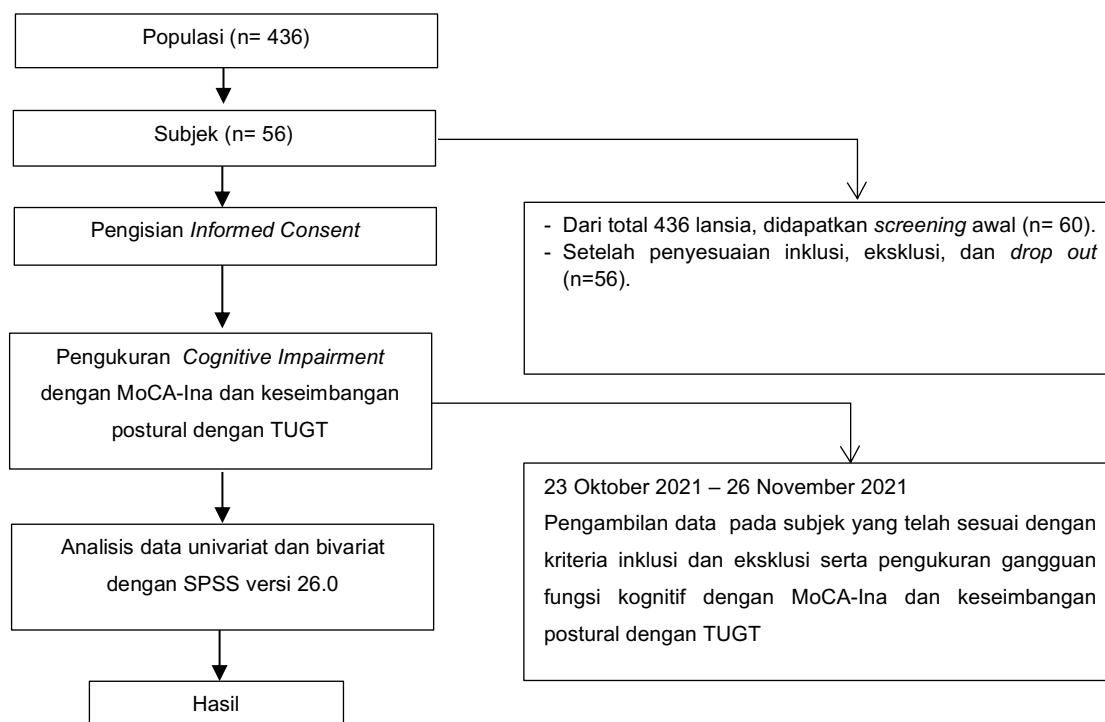 Populasi (n= 436)
Subjek (n= 56)
- Dari total 436 lansia, didapatkan screening awal (n= 60).
- Setelah penyesuaian inklusi, eksklusi, dan drop out
(n=56).
Pengisian Informed Consent
Pengukuran Cognitive Impairment
dengan MoCA-Ina dan keseimbangan
postural dengan TUGT
23 Oktober 2021 – 26 November 2021
Pengambilan data pada subjek yang telah sesuai dengan
kriteria inklusi dan eksklusi serta pengukuran gangguan
fungsi kognitif dengan MoCA-Ina dan keseimbangan
postural dengan TUGT
Analisis data univariat dan bivariat
dengan SPSS versi 26.0
Hasil